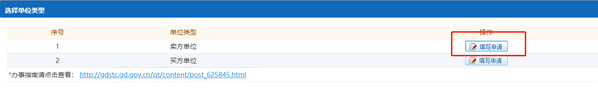 选择单位类型
序号 单位类型 操作
1 卖方单位 填写申请
2 买方单位 填写申请
*办事指南请点击查看： http://gdstc.gd.gov.cn/qt/content/post_625845.html